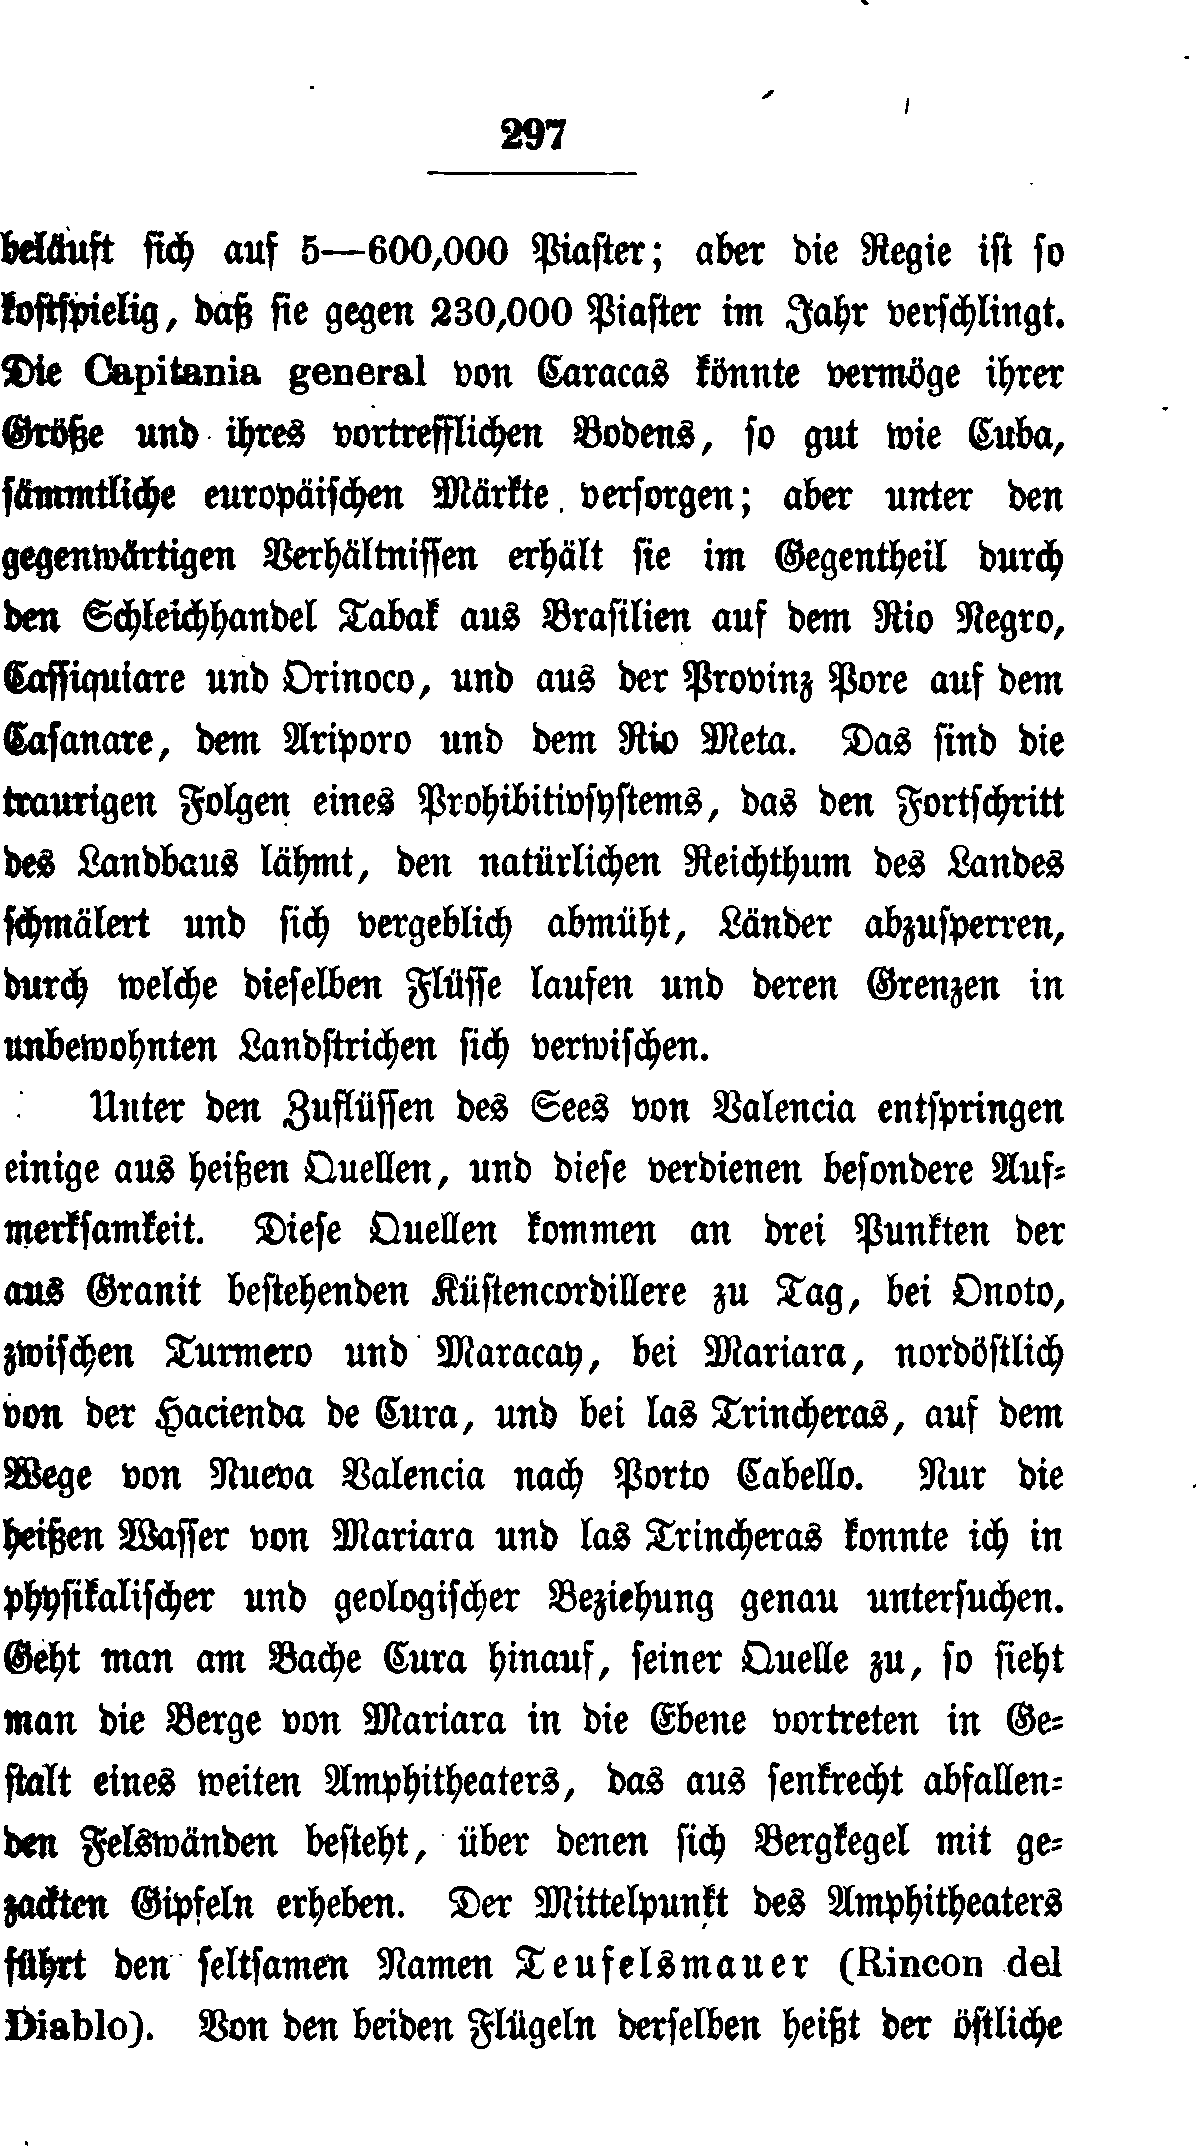 297
beläuft sich auf 5—600,000 Piaster; aber die Regie ist so
kostspielig, daß sie gegen 230,000 Piaster im Jahr verschlingt.
Die Capitania general von Caracas könnte vermöge ihrer
Größe und ihres vortrefflichen Bodens, so gut wie Cuba,
sämmtliche europäischen Märkte versorgen; aber unter den
gegenwärtigen Verhältnissen erhält sie im Gegentheil durch
den Schleichhandel Tabak aus Brasilien auf dem Rio Negro,
Cassiquiare und Orinoco, und aus der Provinz Pore auf dem
Casanare, dem Ariporo und dem Rio Meta. Das sind die
traurigen Folgen eines Prohibitivsystems, das den Fortschritt
des Landbaus lähmt, den natürlichen Reichthum des Landes
schmälert und sich vergeblich abmüht, Länder abzusperren,
durch welche dieselben Flüsse laufen und deren Grenzen in
unbewohnten Landstrichen sich verwischen.
Unter den Zuflüssen des Sees von Valencia entspringen
einige aus heißen Quellen, und diese verdienen besondere Auf-
merksamkeit. Diese Quellen kommen an drei Punkten der
aus Granit bestehenden Küstencordillere zu Tag, bei Onoto,
zwischen Turmero und Maracay, bei Mariara, nordöstlich
von der Hacienda de Cura, und bei las Trincheras, auf dem
Wege von Nueva Valencia nach Porto Cabello. Nur die
heißen Wasser von Mariara und las Trincheras konnte ich in
physikalischer und geologischer Beziehung genau untersuchen.
Geht man am Bache Cura hinauf, seiner Quelle zu, so sieht
man die Berge von Mariara in die Ebene vortreten in Ge-
stalt eines weiten Amphitheaters, das aus senkrecht abfallen-
den Felswänden besteht, über denen sich Bergkegel mit ge-
zackten Gipfeln erheben. Der Mittelpunkt des Amphitheaters
führt den seltsamen Namen Teufelsmauer (Rincon del
Diablo). Von den beiden Flügeln derselben heißt der östliche